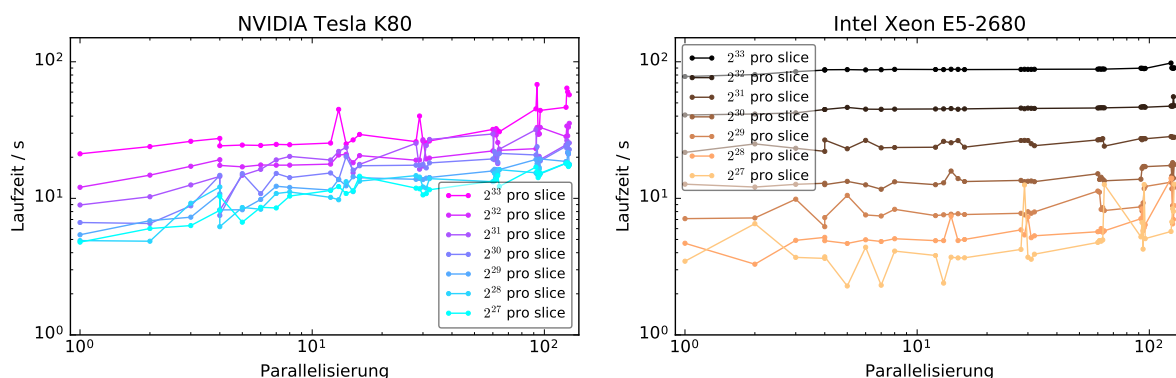 NVIDIA Tesla K80
10²
10¹
10⁰
Laufzeit / s
10⁰ 10¹ 10²
Parallelisierung
2³³ pro slice
2³² pro slice
2³¹ pro slice
2³⁰ pro slice
2²⁹ pro slice
2²⁸ pro slice
2²⁷ pro slice
Intel Xeon E5-2680
10²
10¹
10⁰
Laufzeit / s
10⁰ 10¹ 10²
Parallelisierung
2³³ pro slice
2³² pro slice
2³¹ pro slice
2³⁰ pro slice
2²⁹ pro slice
2²⁸ pro slice
2²⁷ pro slice